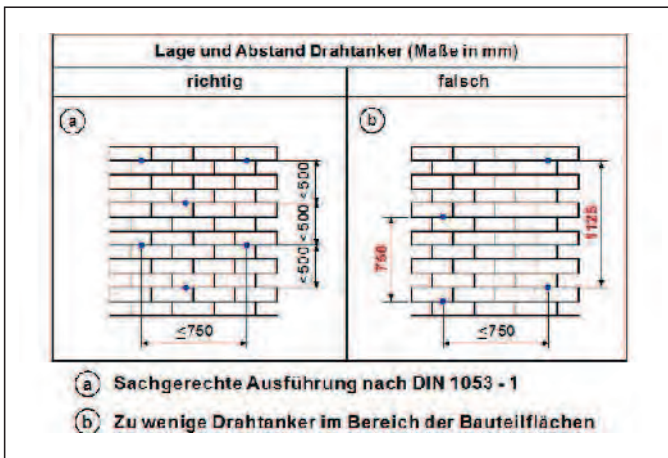 Lage und Abstand Drahtanker (Maße in mm)
richtig falsch
a b
≤500
≤500
≤500
≤750
750
1125
≤750
a Sachgerechte Ausführung nach DIN 1053 - 1
b Zu wenige Drahtanker im Bereich der Bauteilflächen